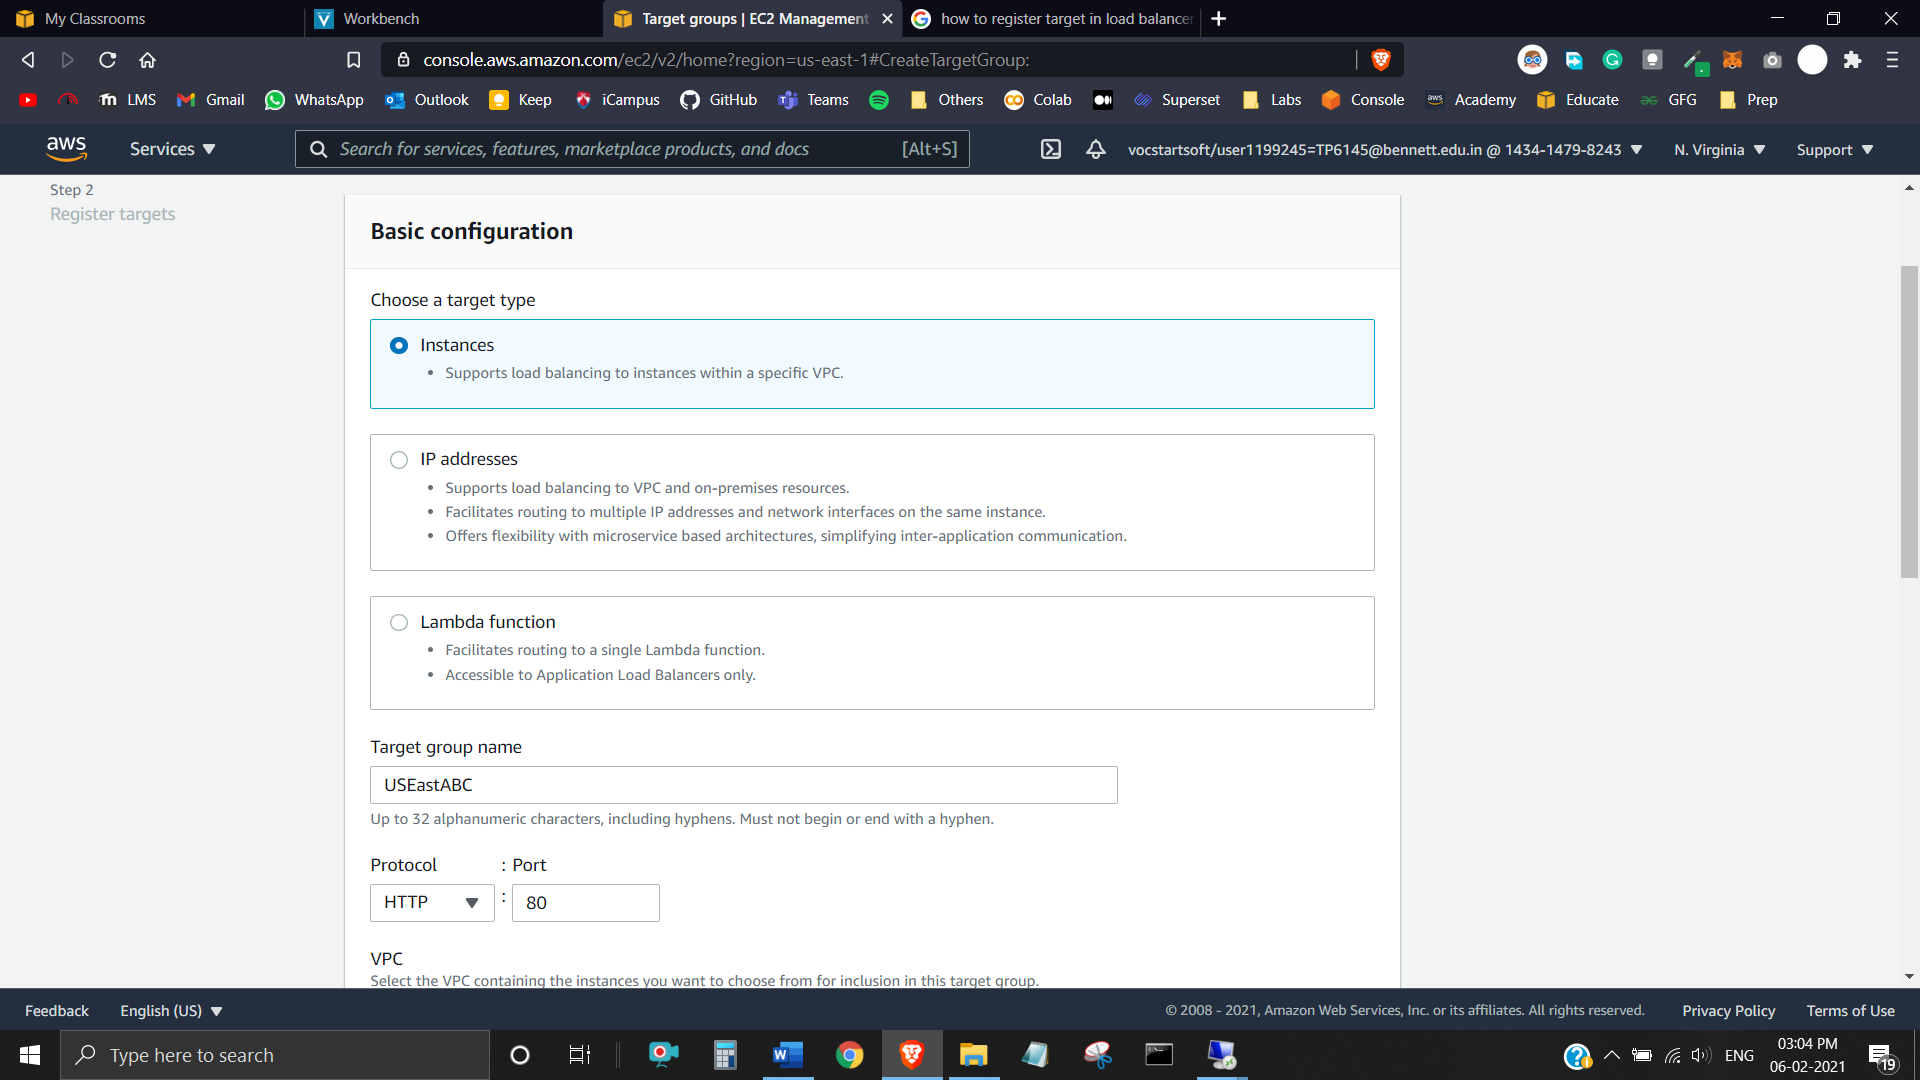 My Classrooms
Workbench
Target groups | EC2 Management
how to register target in load balancer
console.aws.amazon.com/ec2/v2/home?region=us-east-1#CreateTargetGroup:
LMS
Gmail
WhatsApp
Outlook
Keep
iCampus
GitHub
Teams
Others
Colab
Superset
Labs
Console
aws
Academy
Educate
GFG
Prep
aws
Services
Search for services, features, marketplace products, and docs
[Alt+S]
vocstartsoft/user1199245=TP6145@bennett.edu.in @ 1434-1479-8243
N. Virginia
Support
Step 2
Register targets
Basic configuration
Choose a target type
Instances
• Supports load balancing to instances within a specific VPC.
IP addresses
• Supports load balancing to VPC and on-premises resources.
• Facilitates routing to multiple IP addresses and network interfaces on the same instance.
• Offers flexibility with microservice based architectures, simplifying inter-application communication.
Lambda function
• Facilitates routing to a single Lambda function.
• Accessible to Application Load Balancers only.
Target group name
USEastABC
Up to 32 alphanumeric characters, including hyphens. Must not begin or end with a hyphen.
Protocol : Port
HTTP : 80
VPC
Select the VPC containing the instances you want to choose from for inclusion in this target group.
Feedback
English (US)
© 2008 - 2021, Amazon Web Services, Inc. or its affiliates. All rights reserved.
Privacy Policy
Terms of Use
Type here to search
ENG
03:04 PM
06-02-2021
19